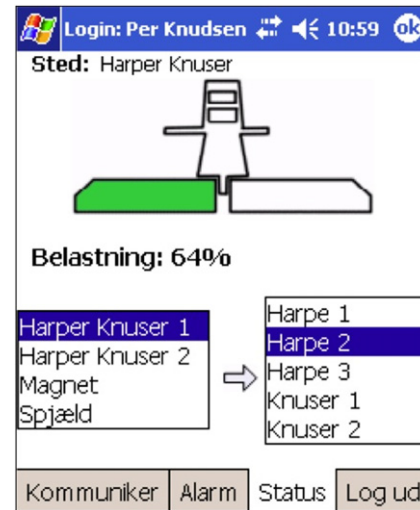 Login: Per Knudsen 10:59 ok
Sted: Harper Knuser
Belastning: 64%
Harper Knuser 1
Harper Knuser 2
Magnet
Spjæld
Harpe 1
Harpe 2
Harpe 3
Knuser 1
Knuser 2
Kommuniker Alarm Status Log ud